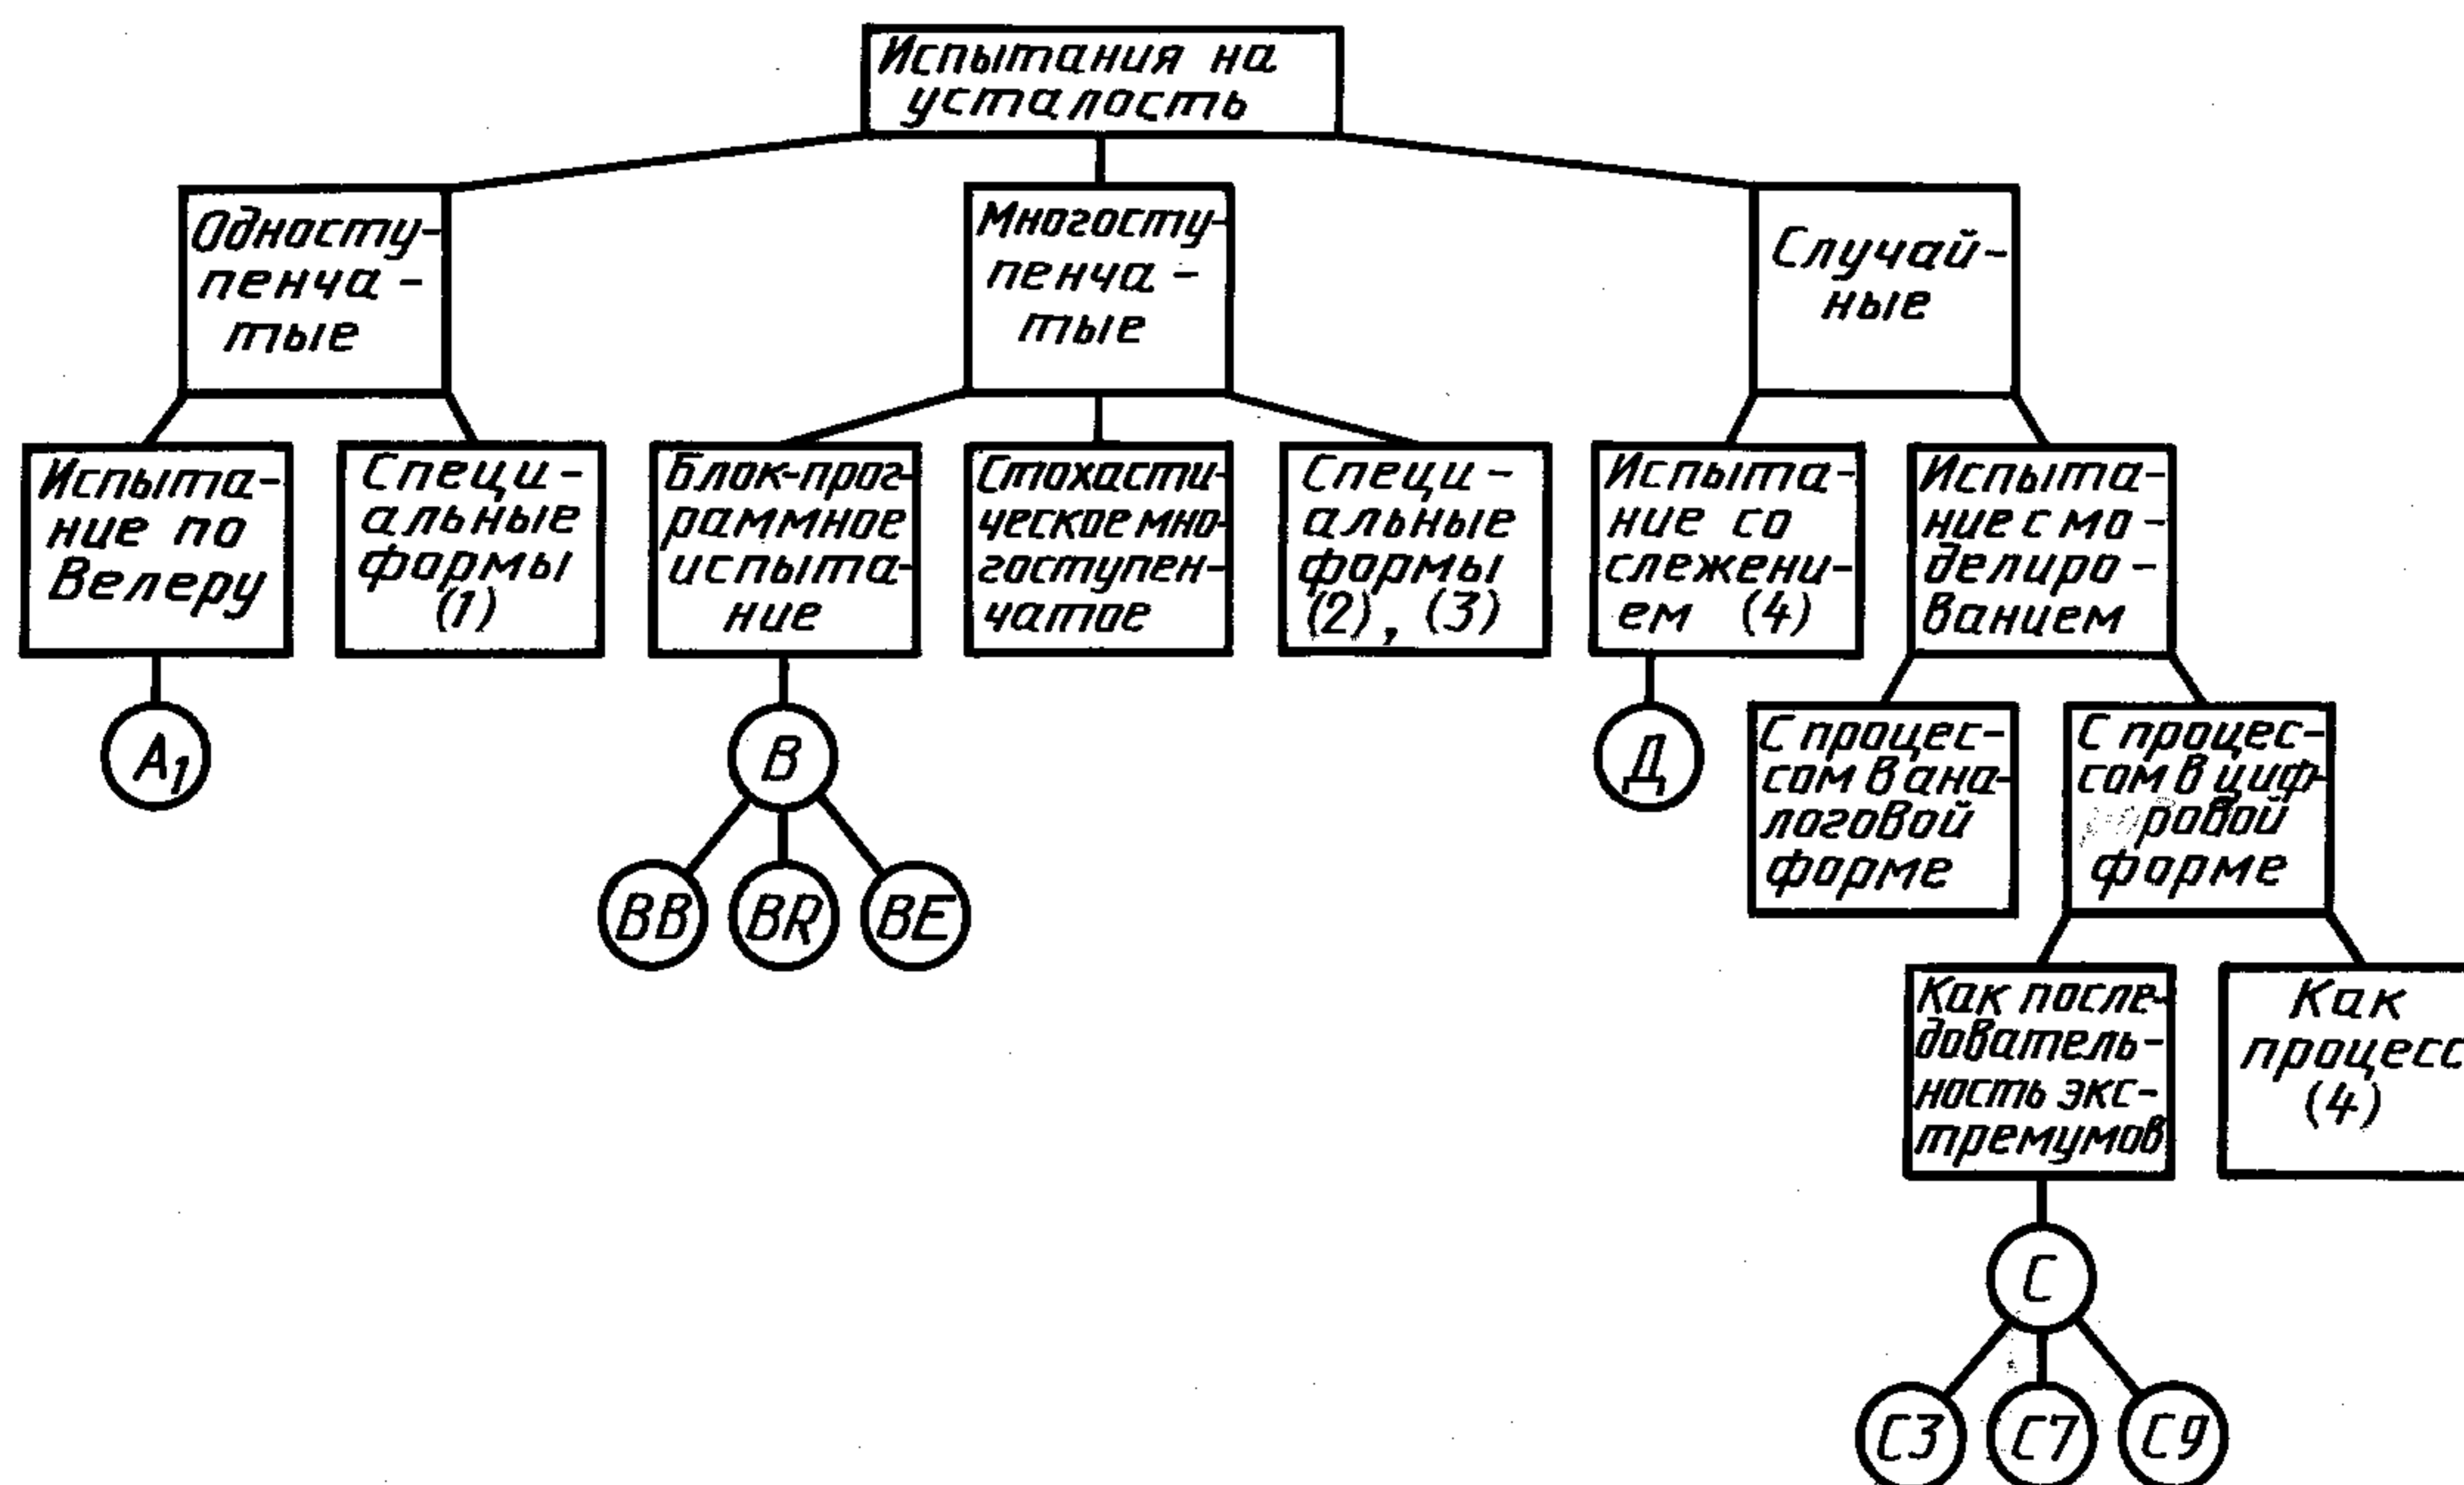 Испытания на
усталость
Односту-
пенча-
тые
Многосту-
пенча-
тые
Случай-
ные
Испыта-
ние по
Велеру
Специ-
альные
формы
(1)
Блок-прог-
раммное
испыта-
ние
Стохасти-
ческое мно-
гоступен-
чатое
Специ-
альные
формы
(2), (3)
Испыта-
ние со
слежени-
ем (4)
Испыта-
ние с мо-
делиро-
ванием
A1
B
Д
С процес-
сом в ана-
логовой
форме
С процес-
сом в циф-
ровой
форме
BB
BR
BE
Как после-
дователь-
ность экс-
тремумов
Как
процесс
(4)
C
C3
C7
C9